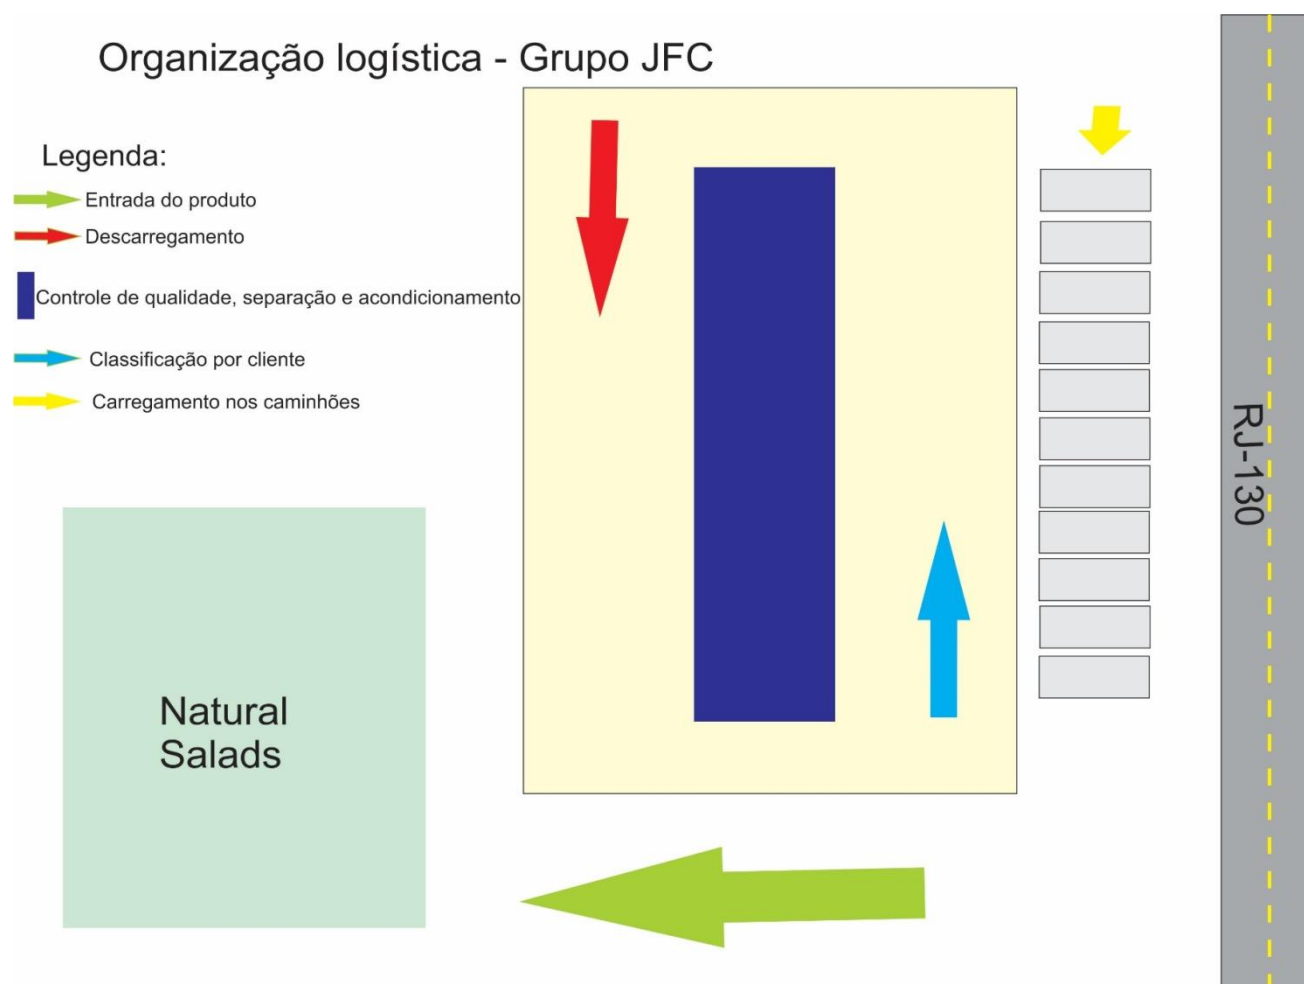 Organização logística - Grupo JFC
Legenda:
Entrada do produto
Descarregamento
Controle de qualidade, separação e acondicionamento
Classificação por cliente
Carregamento nos caminhões
RJ-130
Natural
Salads